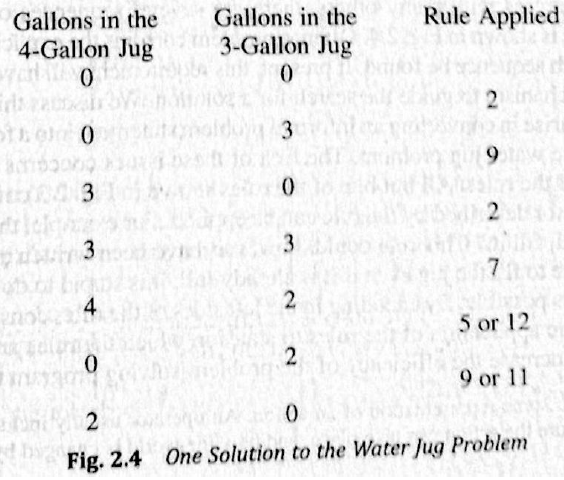 Gallons in the Gallons in the Rule Applied
4-Gallon Jug 3-Gallon Jug
0 0
2
0 3
9
3 0
2
3 3
7
4 2
5 or 12
0 2
9 or 11
2 0
Fig. 2.4 One Solution to the Water Jug Problem